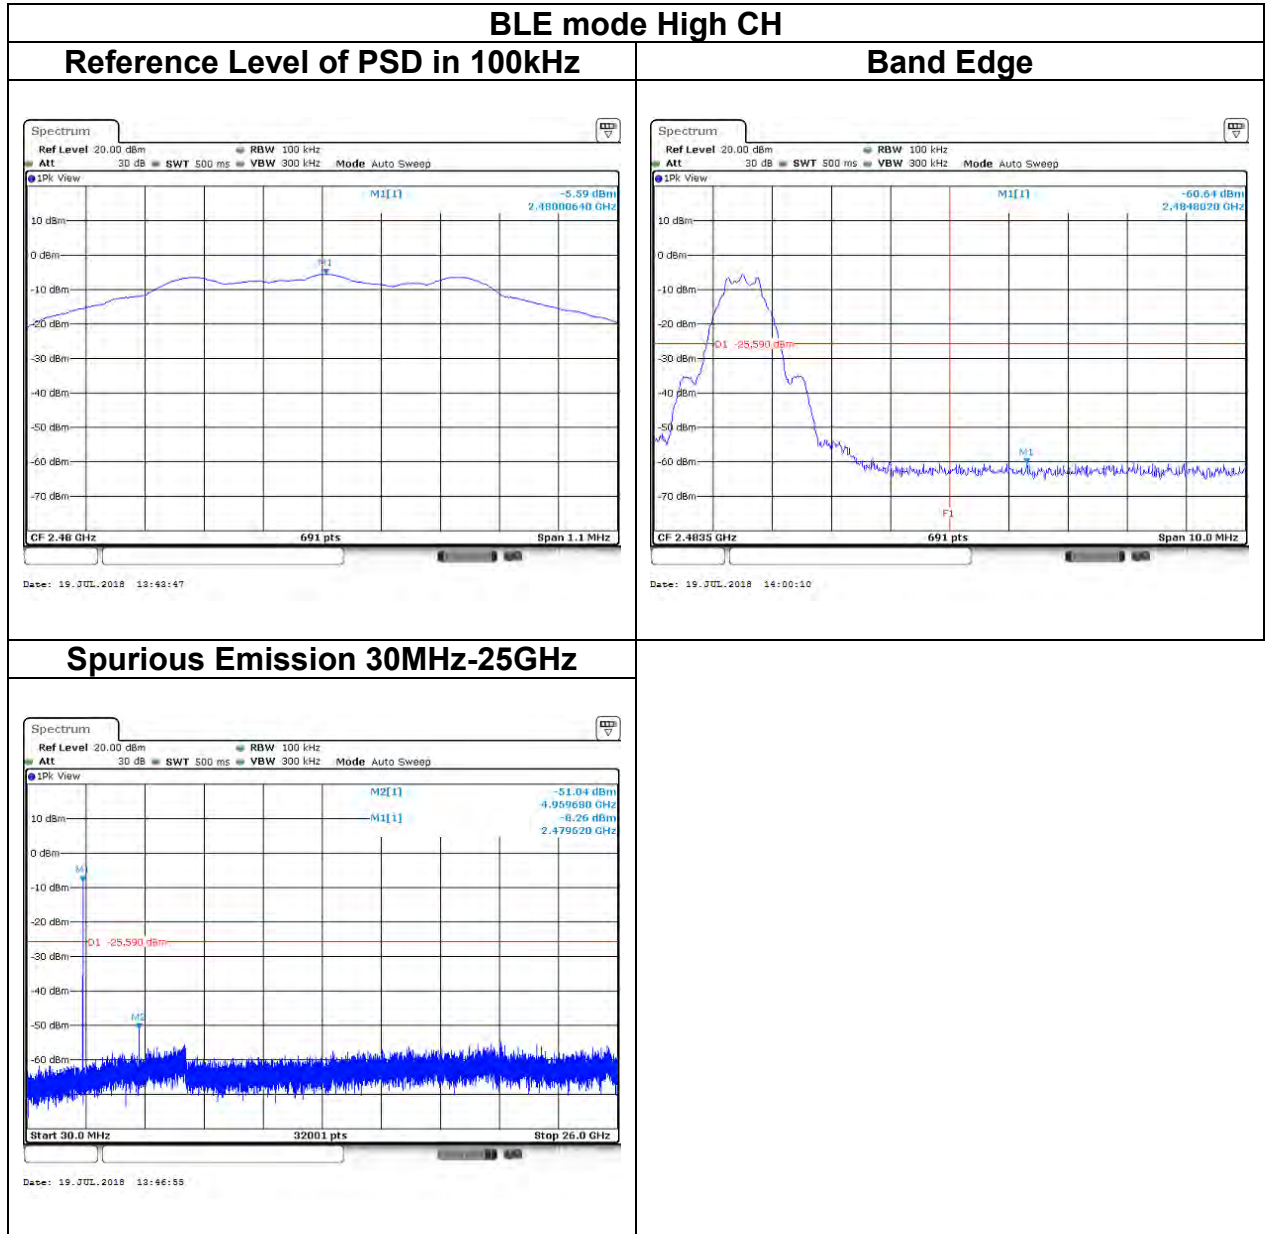 BLE mode High CH
Reference Level of PSD in 100kHz
Band Edge
Spectrum
Ref Level 20.00 dBm RBW 100 kHz
Att 30 dB SWT 500 ms VBW 300 kHz Mode Auto Sweep
1Pk View
M1[1] -5.59 dBm
2.48000640 GHz
10 dBm
0 dBm
M1
-10 dBm
-20 dBm
-30 dBm
-40 dBm
-50 dBm
-60 dBm
-70 dBm
CF 2.48 GHz 691 pts Span 1.1 MHz
Date: 19.JUL.2018 13:43:47
Spectrum
Ref Level 20.00 dBm RBW 100 kHz
Att 30 dB SWT 500 ms VBW 300 kHz Mode Auto Sweep
1Pk View
M1[1] -60.64 dBm
2.4848020 GHz
10 dBm
0 dBm
-10 dBm
-20 dBm
D1 -25.590 dBm
-30 dBm
-40 dBm
-50 dBm
M1
-60 dBm
-70 dBm
F1
CF 2.4835 GHz 691 pts Span 10.0 MHz
Date: 19.JUL.2018 14:00:10
Spurious Emission 30MHz-25GHz
Spectrum
Ref Level 20.00 dBm RBW 100 kHz
Att 30 dB SWT 500 ms VBW 300 kHz Mode Auto Sweep
1Pk View
M2[1] -51.04 dBm
4.959680 GHz
M1[1] -8.26 dBm
2.479620 GHz
10 dBm
0 dBm
M1
-10 dBm
-20 dBm
D1 -25.590 dBm
-30 dBm
-40 dBm
M2
-50 dBm
-60 dBm
Start 30.0 MHz 32001 pts Stop 26.0 GHz
Date: 19.JUL.2018 13:46:55